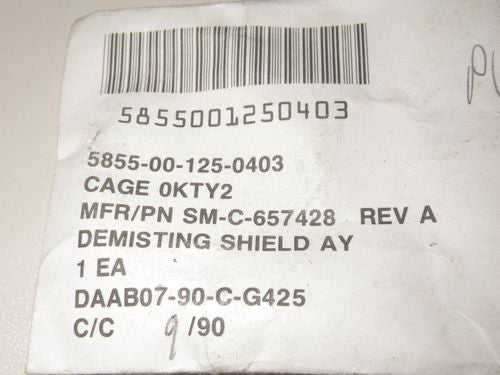 5855001250403
5855-00-125-0403
CAGE 0KTY2
MFR/PN SM-C-657428 REV A
DEMISTING SHIELD AY
1 EA
DAAB07-90-C-G425
C/C 9/90